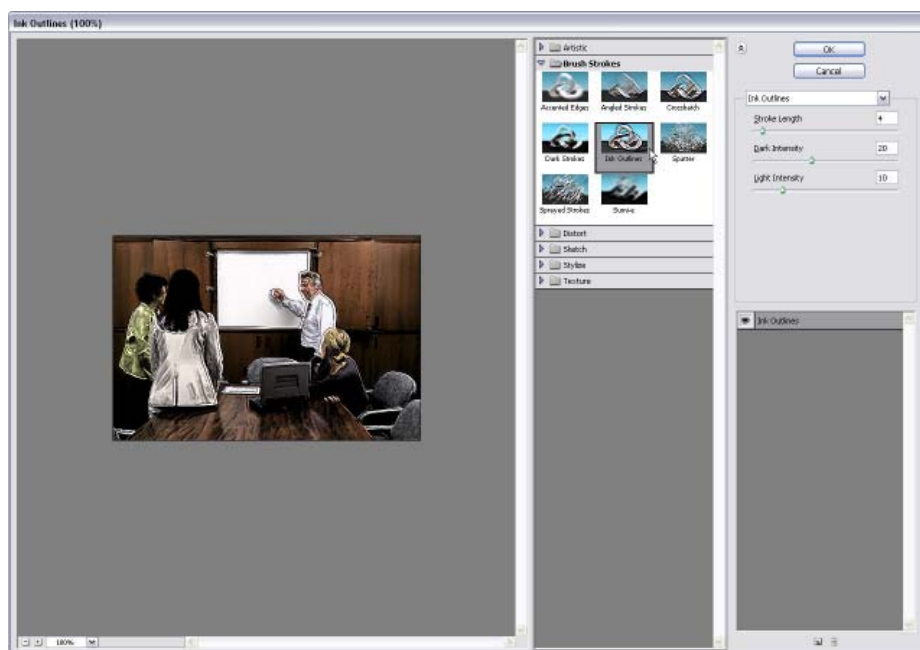 Ink Outlines (100%)
Artistic
Brush Strokes
Accented Edges Angled Strokes Crosshatch
Dark Strokes Ink Outlines Spatter
Sprayed Strokes Sumi-e
Distort
Sketch
Stylize
Texture
100%
OK
Cancel
Ink Outlines
Stroke Length 4
Dark Intensity 20
Light Intensity 10
Ink Outlines